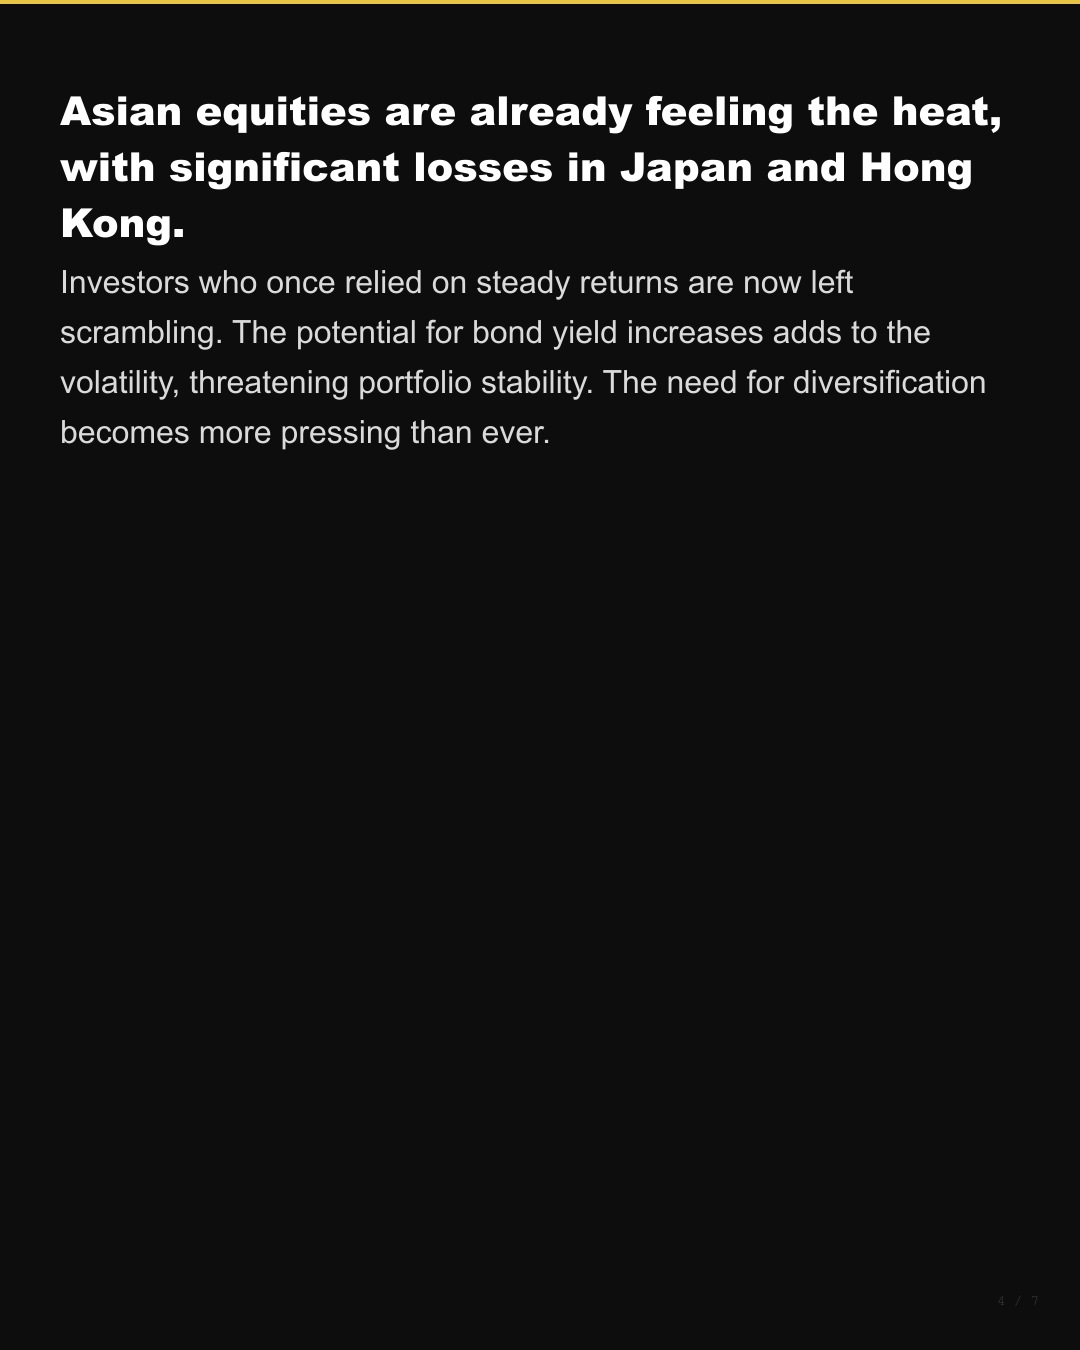 Asian equities are already feeling the heat,
with significant losses in Japan and Hong
Kong.
Investors who once relied on steady returns are now left
scrambling. The potential for bond yield increases adds to the
volatility, threatening portfolio stability. The need for diversification
becomes more pressing than ever.
4 / 7